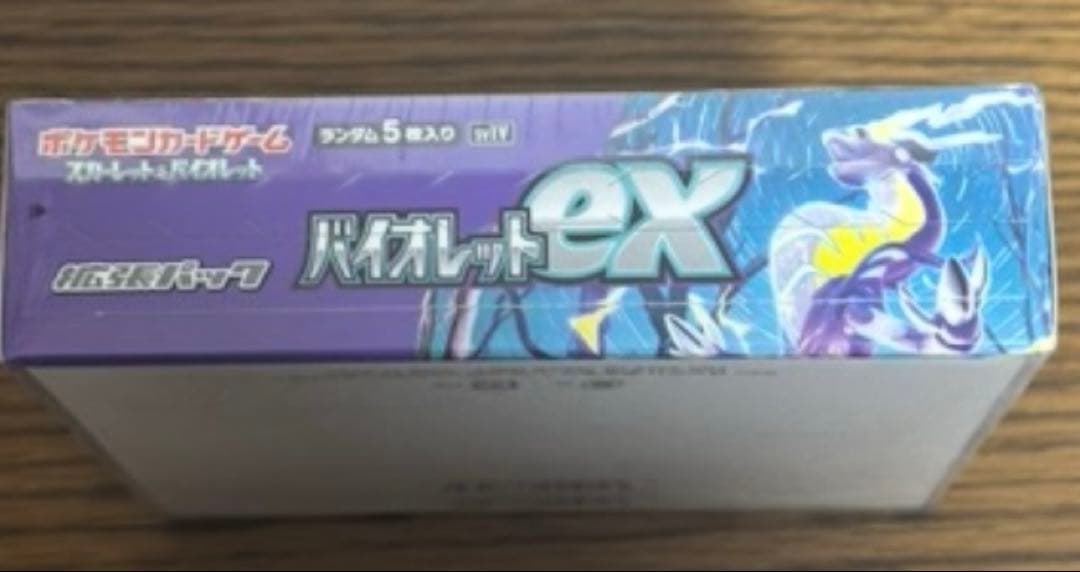 ポケモンカードゲーム
スカーレット&バイオレット
ランダム5枚入り SV1V
拡張パック
バイオレットex